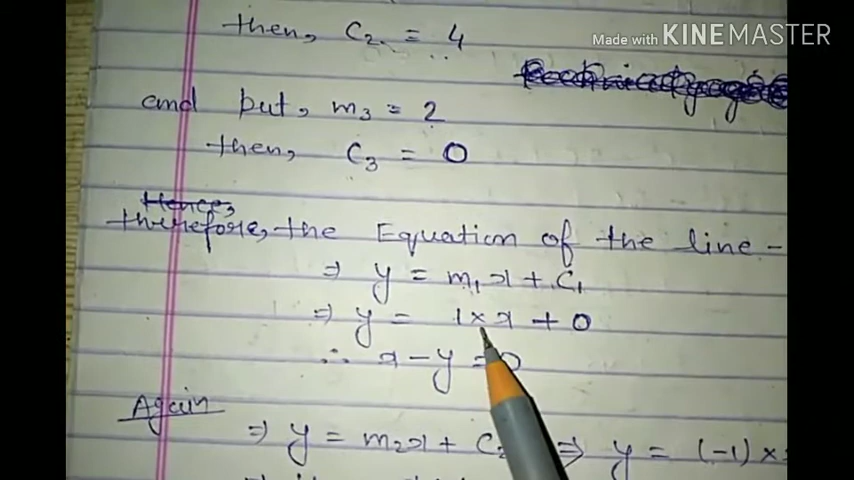 then, C₂ = 4
Made with KINEMASTER
and put, m₃ = 2
then, C₃ = 0
Hence,
therefore, the Equation of the line -
⇒ y = m₁x + C₁
⇒ y = 1 × x + 0
∴ x - y = 0
Again
⇒ y = m₂x + C₂ ⇒ y = (-1) ×